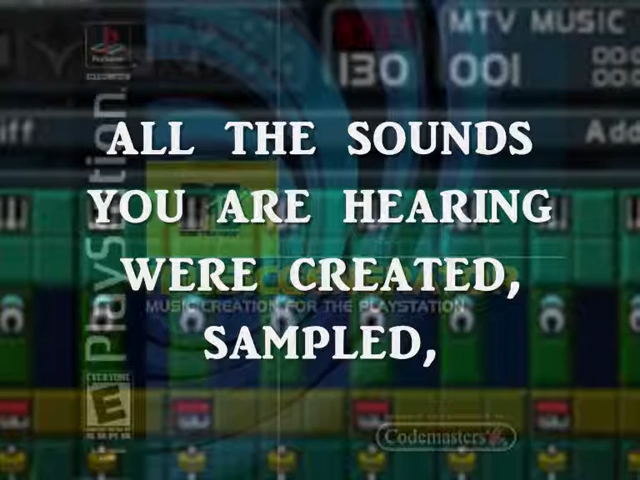 MTV MUSIC
130 001
ALL THE SOUNDS
YOU ARE HEARING
WERE CREATED,
MUSIC CREATION FOR THE PLAYSTATION
SAMPLED,
PlayStation
EVERYONE
E
Codemasters